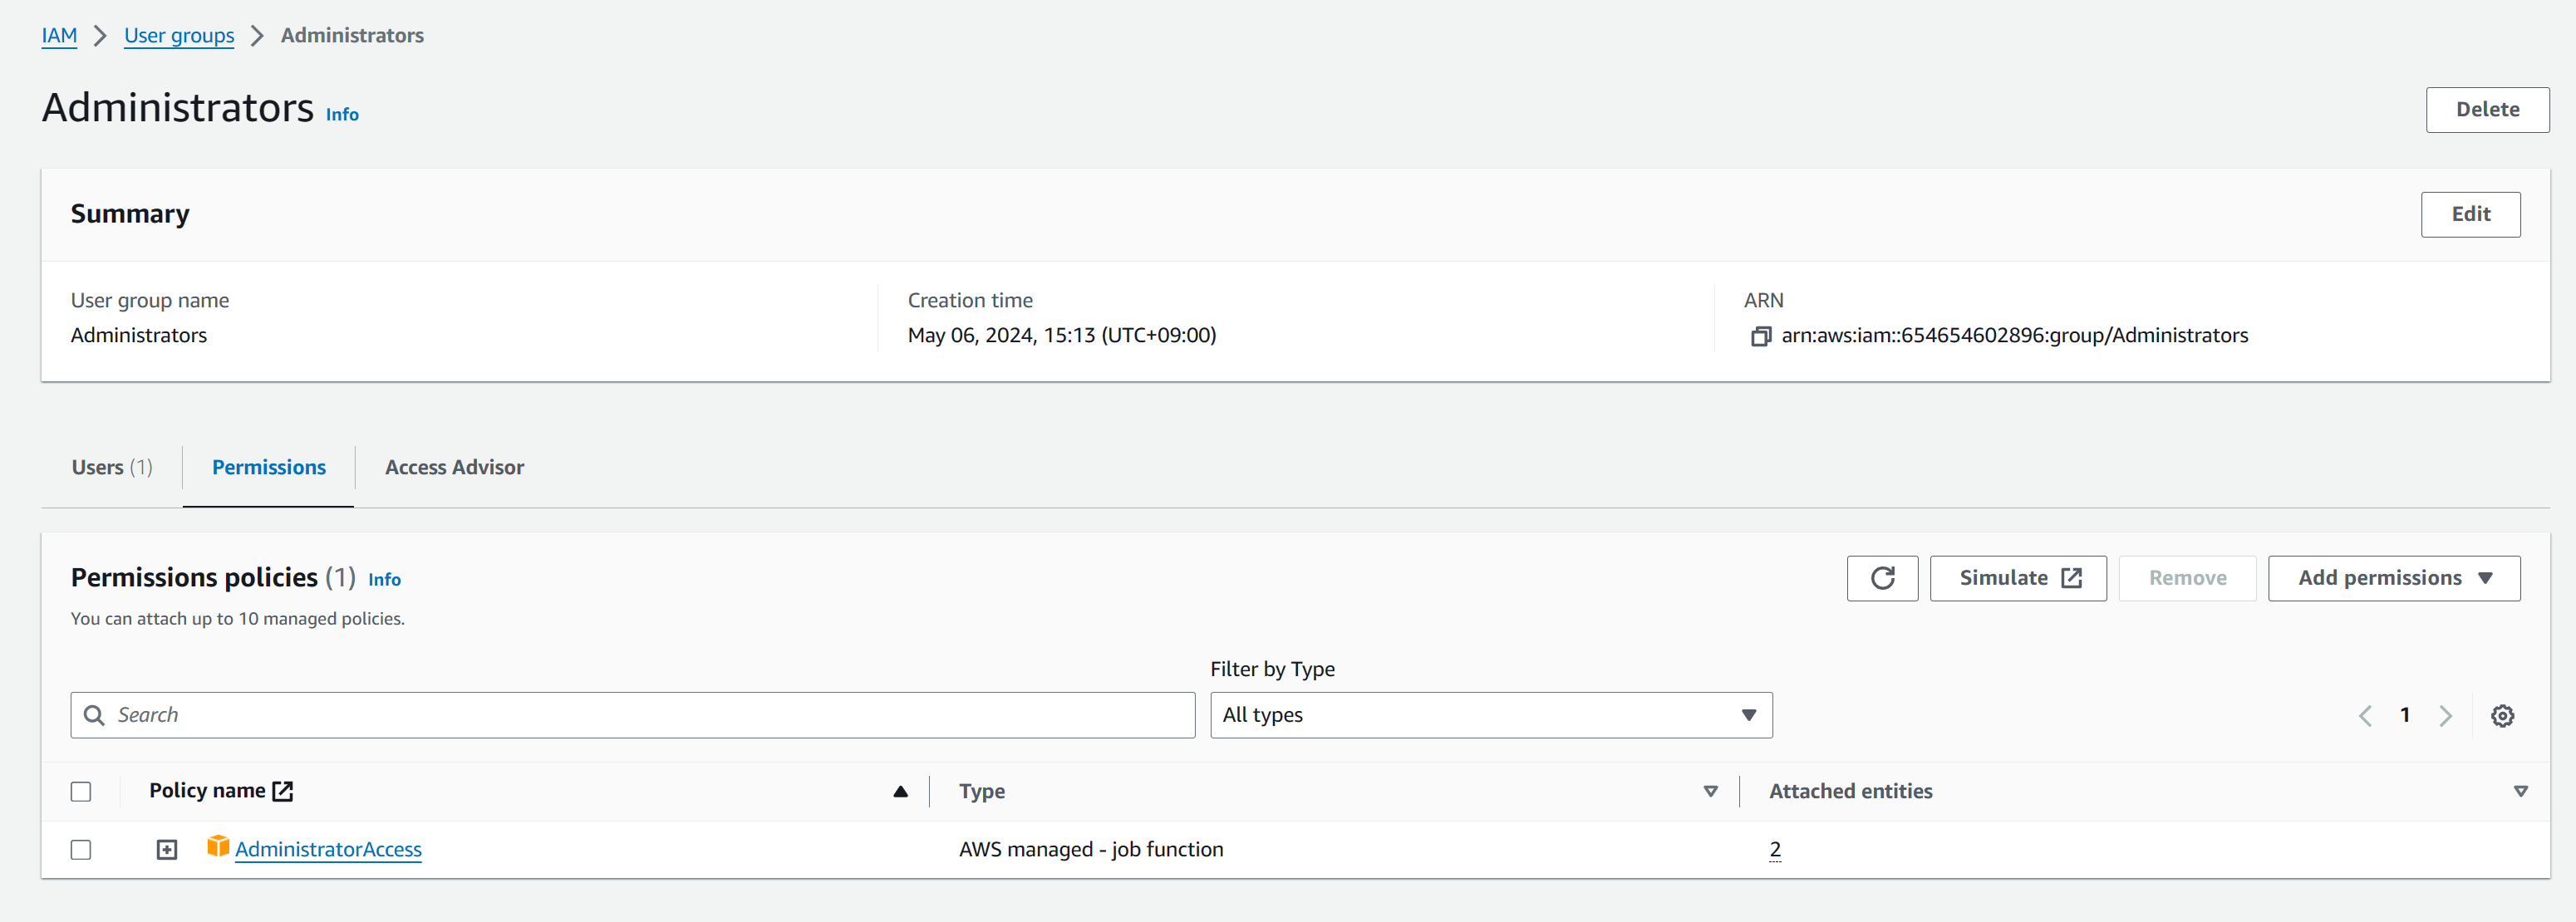 IAM > User groups > Administrators
Administrators Info
Delete
Summary
Edit
User group name
Administrators
Creation time
May 06, 2024, 15:13 (UTC+09:00)
ARN
arn:aws:iam::654654602896:group/Administrators
Users (1)
Permissions
Access Advisor
Permissions policies (1) Info
You can attach up to 10 managed policies.
Simulate
Remove
Add permissions
Search
Filter by Type
All types
1
Policy name
Type
Attached entities
AdministratorAccess
AWS managed - job function
2